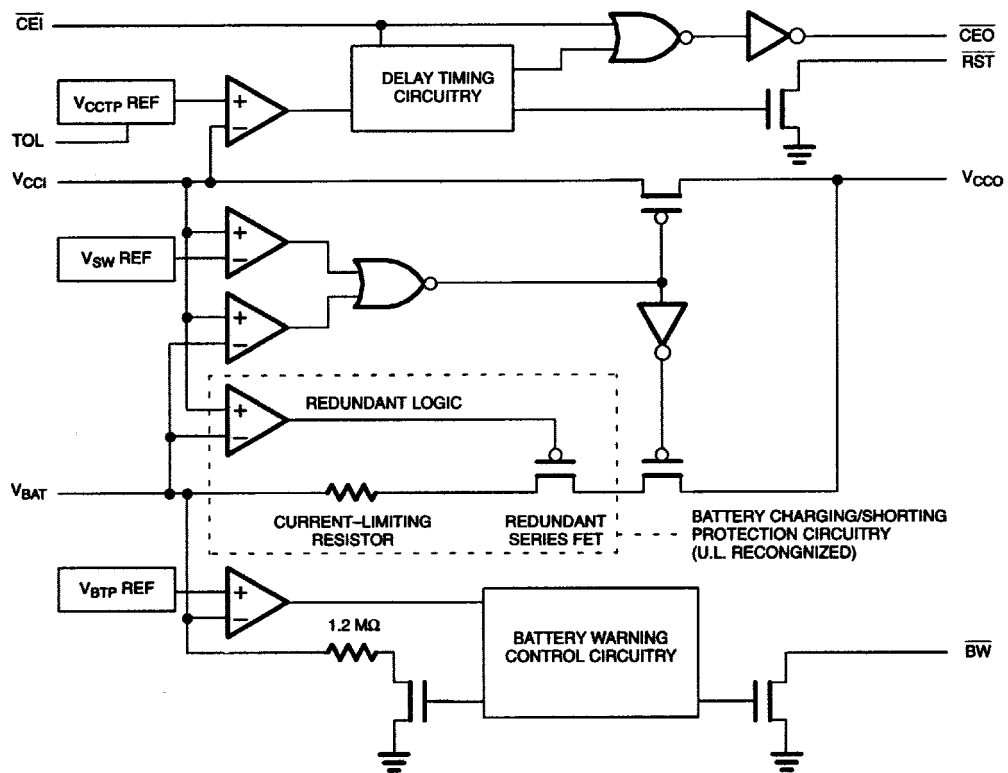 CEI
CEO
RST
DELAY TIMING
CIRCUITRY
VCCTP REF
+
−
TOL
VCCI
VCCO
+
−
VSW REF
+
−
REDUNDANT LOGIC
+
−
VBAT
CURRENT–LIMITING
RESISTOR
REDUNDANT
SERIES FET
BATTERY CHARGING/SHORTING
PROTECTION CIRCUITRY
(U.L. RECONGNIZED)
VBTP REF
+
−
1.2 MΩ
BATTERY WARNING
CONTROL CIRCUITRY
BW